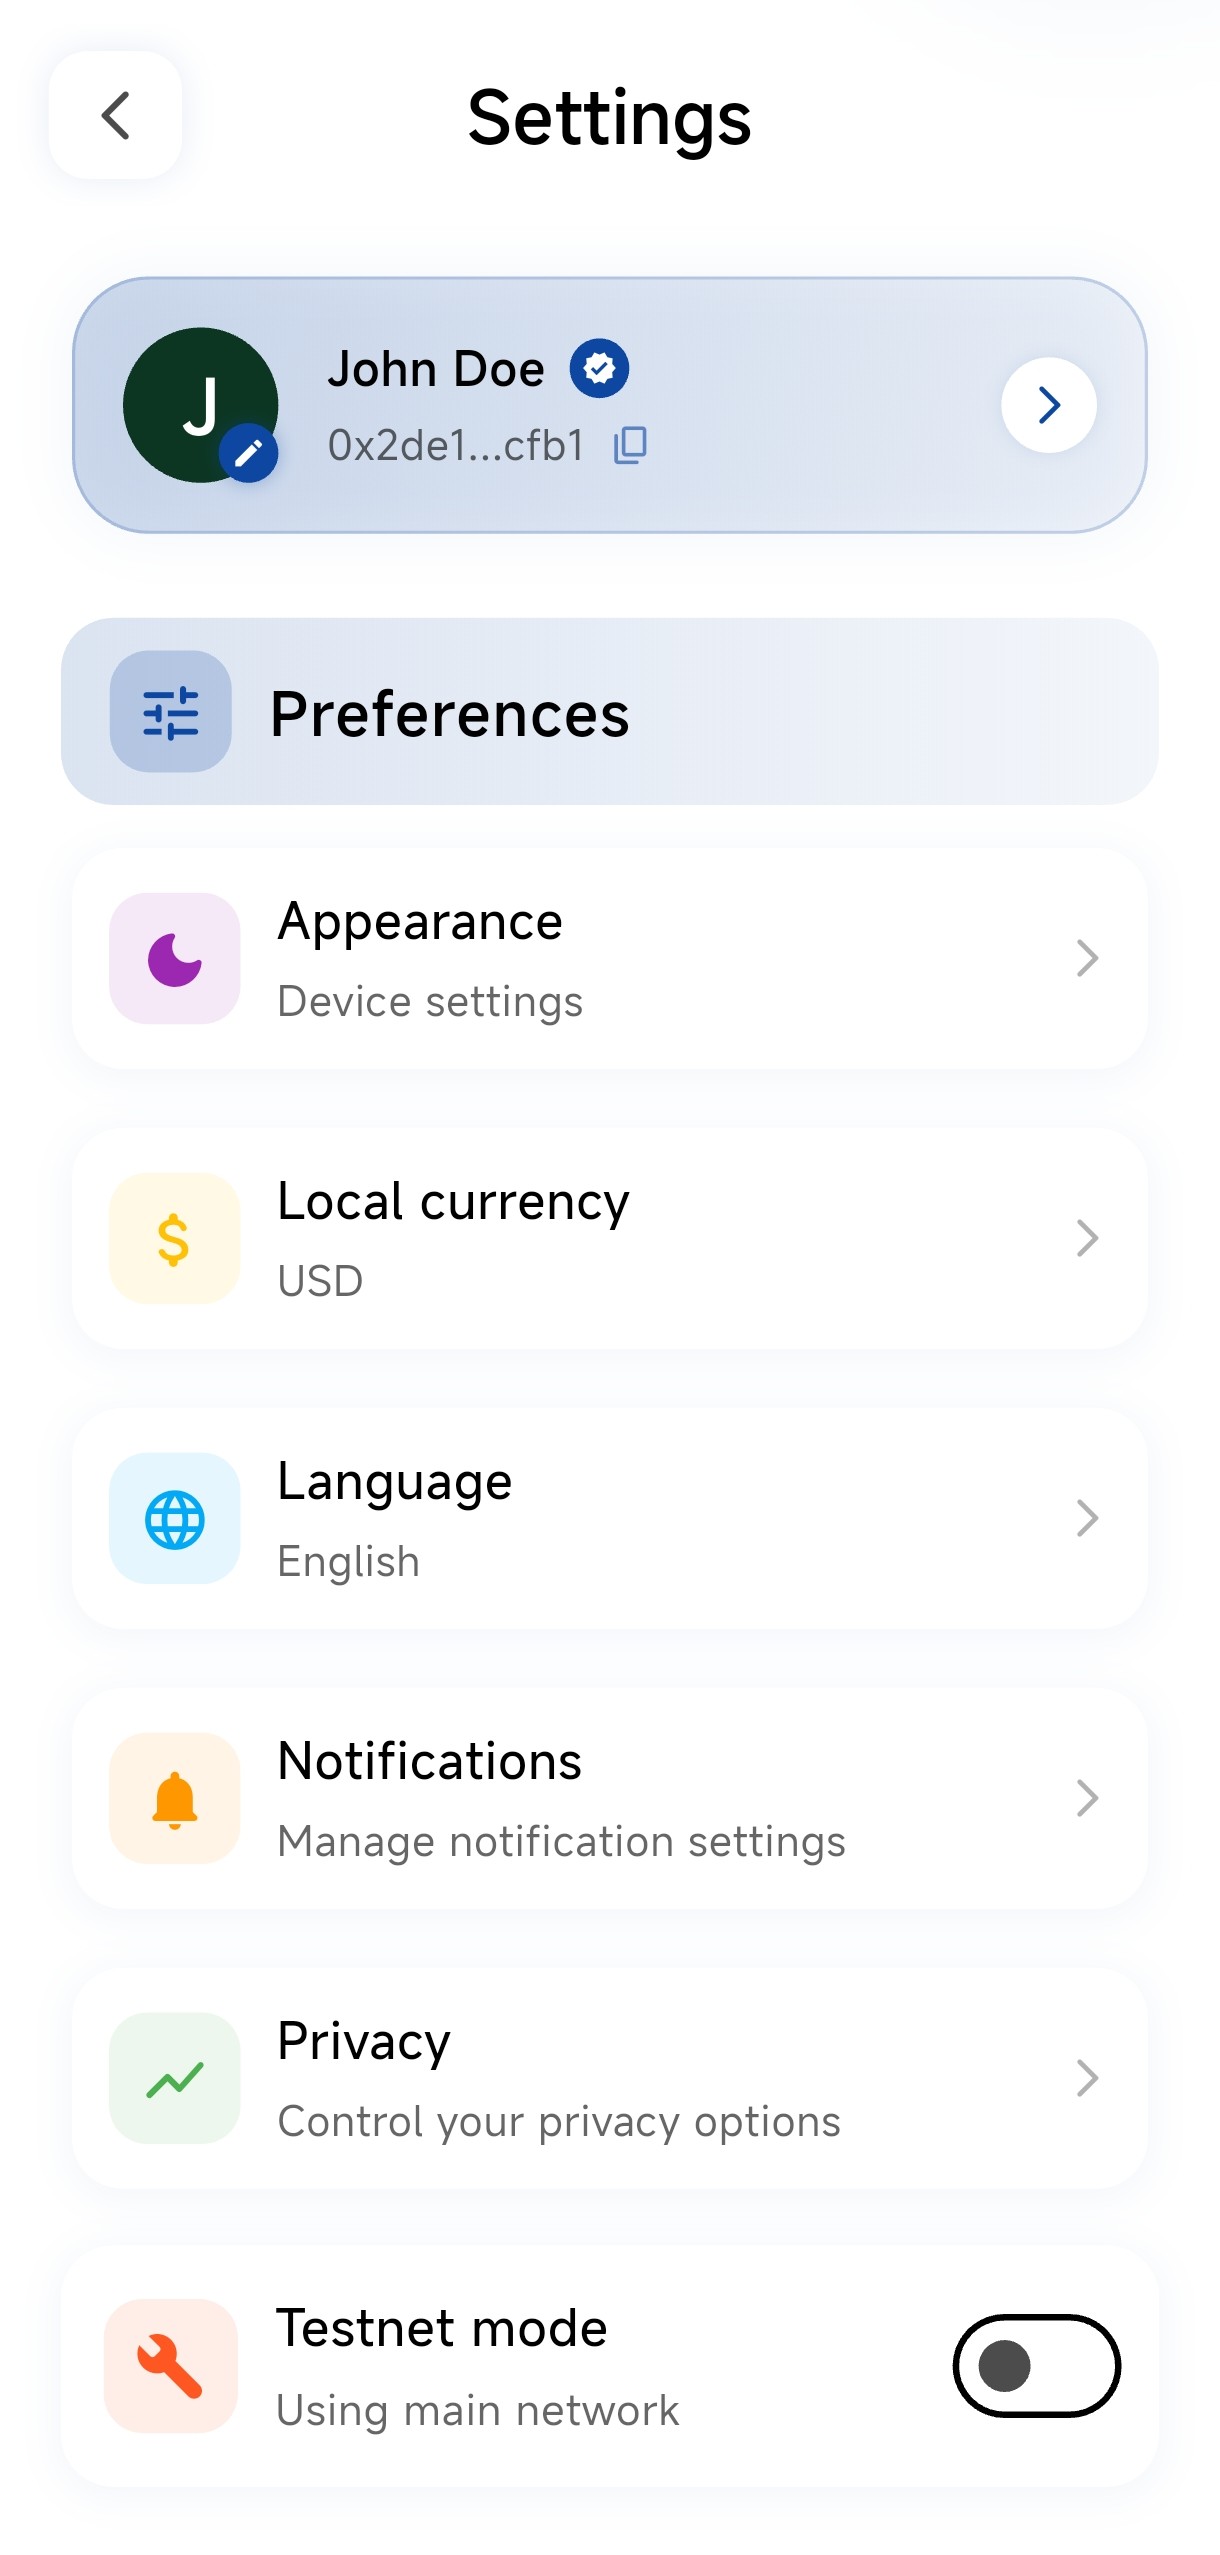 Settings
J
John Doe
0x2de1...cfb1
Preferences
Appearance
Device settings
$
Local currency
USD
Language
English
Notifications
Manage notification settings
Privacy
Control your privacy options
Testnet mode
Using main network